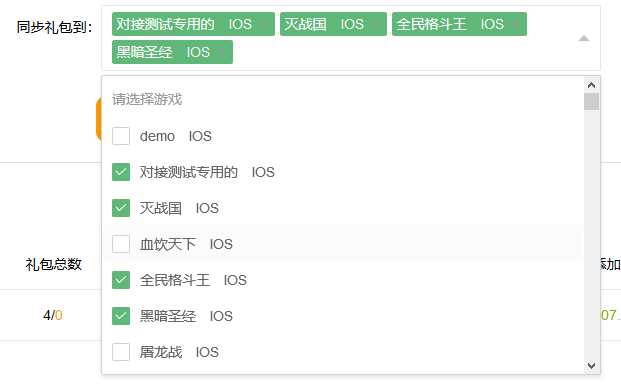 同步礼包到：
对接测试专用的 IOS 灭战国 IOS 全民格斗王 IOS
黑暗圣经 IOS
请选择游戏
demo IOS
对接测试专用的 IOS
灭战国 IOS
血饮天下 IOS
礼包总数
添加
全民格斗王 IOS
4/0
黑暗圣经 IOS
07.
屠龙战 IOS